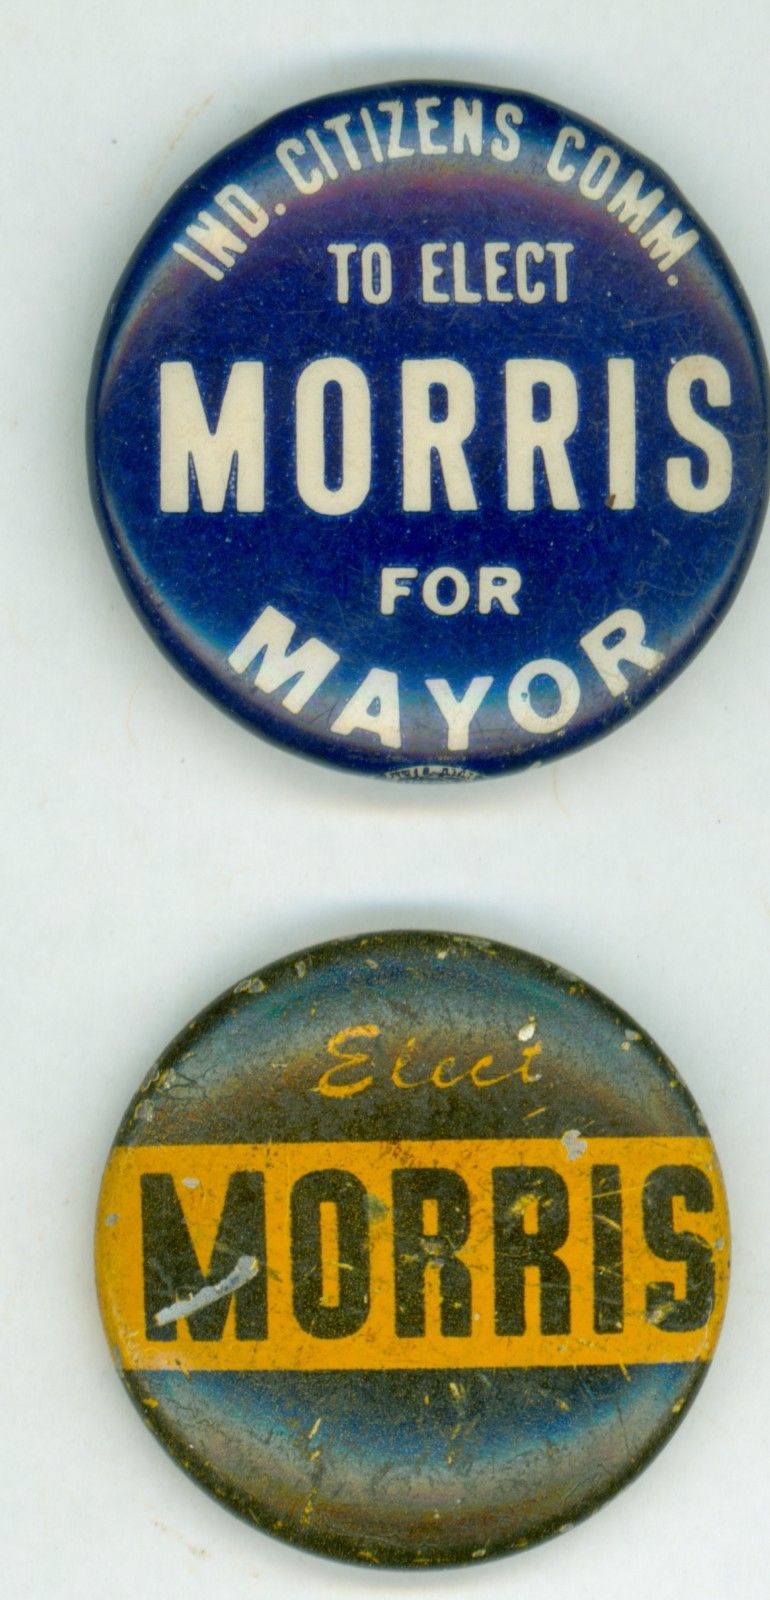 IND. CITIZENS COMM.
TO ELECT
MORRIS
FOR
MAYOR
Elect
MORRIS